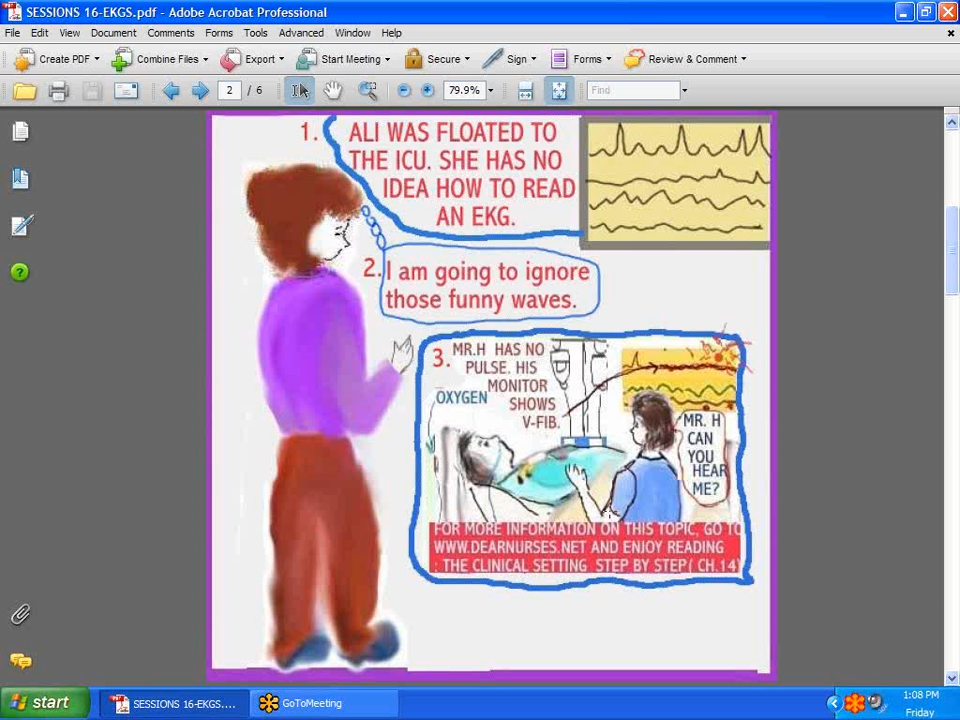 SESSIONS 16-EKGS.pdf - Adobe Acrobat Professional
File Edit View Document Comments Forms Tools Advanced Window Help
Create PDF Combine Files Export Start Meeting Secure Sign Forms Review & Comment
2 / 6 79.9% Find
1. ALI WAS FLOATED TO
THE ICU. SHE HAS NO
IDEA HOW TO READ
AN EKG.
2. I am going to ignore
those funny waves.
3. MR.H HAS NO
PULSE. HIS
MONITOR
SHOWS
V-FIB.
OXYGEN
MR. H
CAN
YOU
HEAR
ME?
FOR MORE INFORMATION ON THIS TOPIC, GO TO
WWW.DEARNURSES.NET AND ENJOY READING
: THE CLINICAL SETTING STEP BY STEP( CH.14)
start SESSIONS 16-EKGS.... GoToMeeting 1:08 PM
Friday